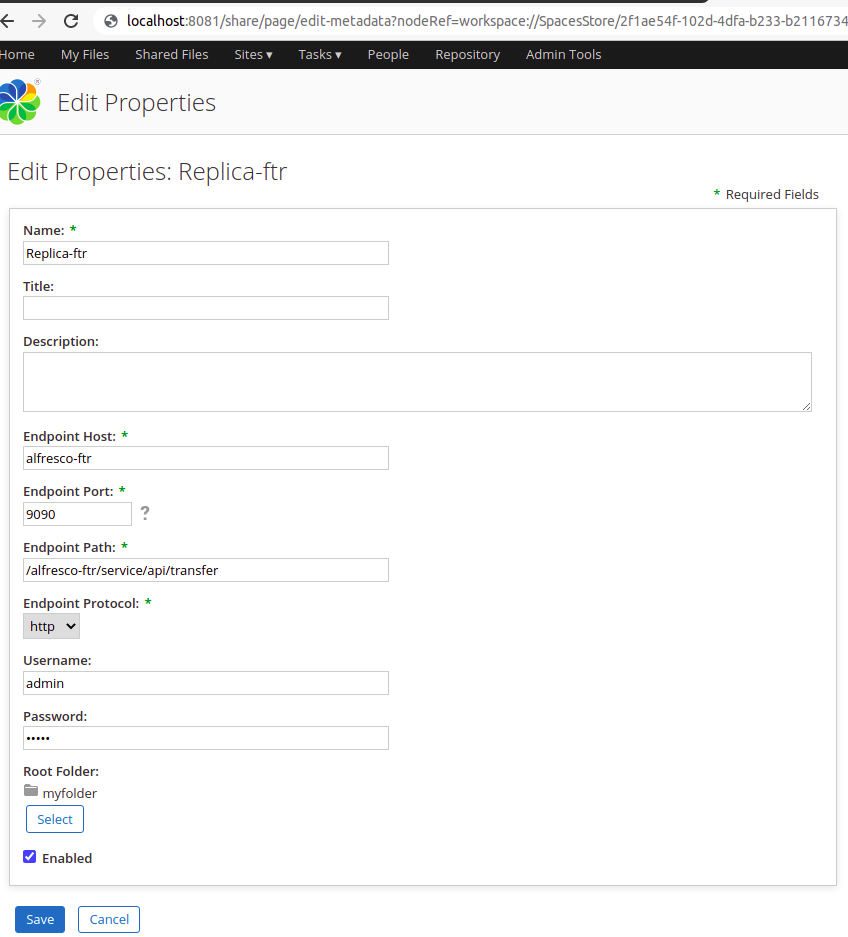 localhost:8081/share/page/edit-metadata?nodeRef=workspace://SpacesStore/2f1ae54f-102d-4dfa-b233-b2116734
Home My Files Shared Files Sites ▾ Tasks ▾ People Repository Admin Tools
® Edit Properties
Edit Properties: Replica-ftr
* Required Fields
Name: *
Replica-ftr
Title:
Description:
Endpoint Host: *
alfresco-ftr
Endpoint Port: *
9090 ?
Endpoint Path: *
/alfresco-ftr/service/api/transfer
Endpoint Protocol: *
http
Username:
admin
Password:
•••••
Root Folder:
myfolder
Select
Enabled
Save Cancel